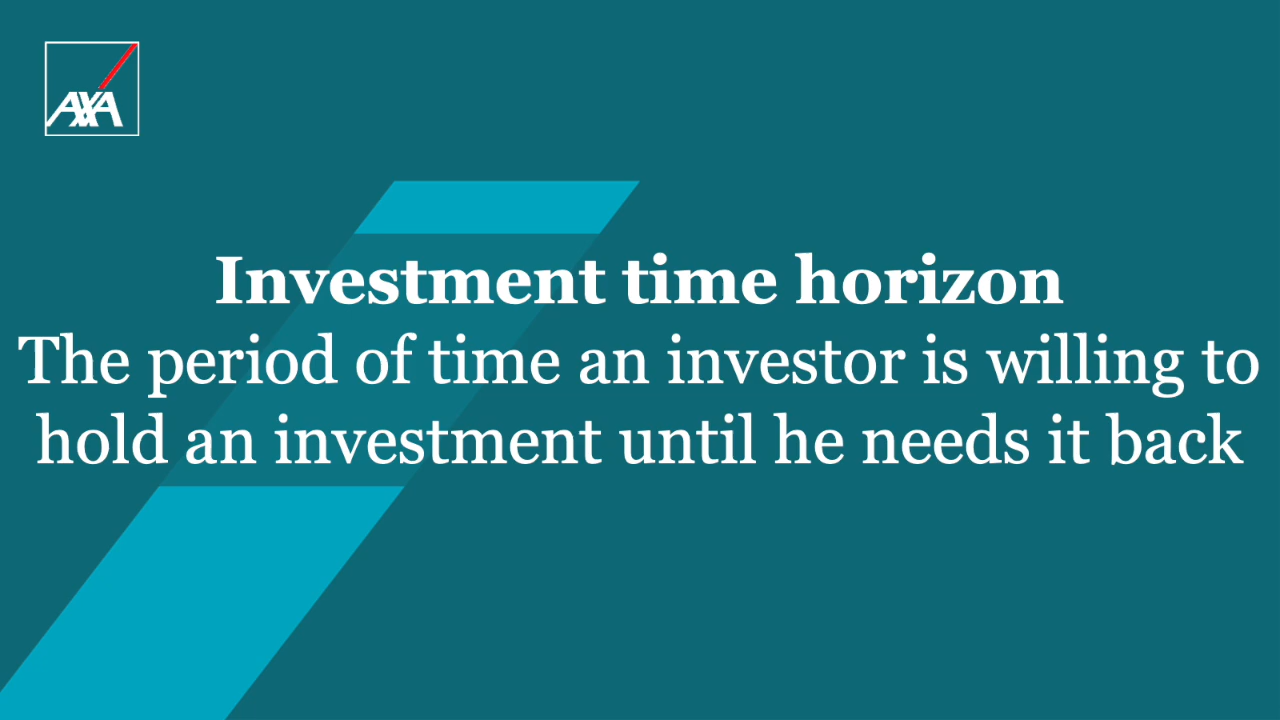 AXA
Investment time horizon
The period of time an investor is willing to
hold an investment until he needs it back